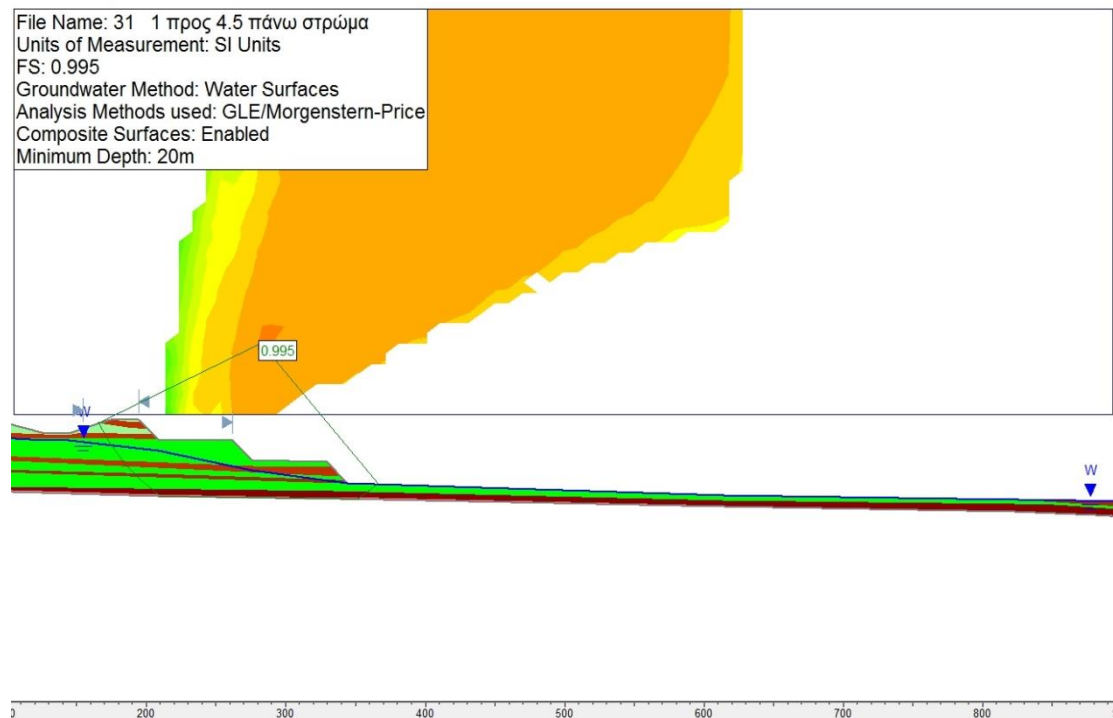 File Name: 31 1 προς 4.5 πάνω στρώμα
Units of Measurement: SI Units
FS: 0.995
Groundwater Method: Water Surfaces
Analysis Methods used: GLE/Morgenstern-Price
Composite Surfaces: Enabled
Minimum Depth: 20m
0.995
W
W
0 200 300 400 500 600 700 800